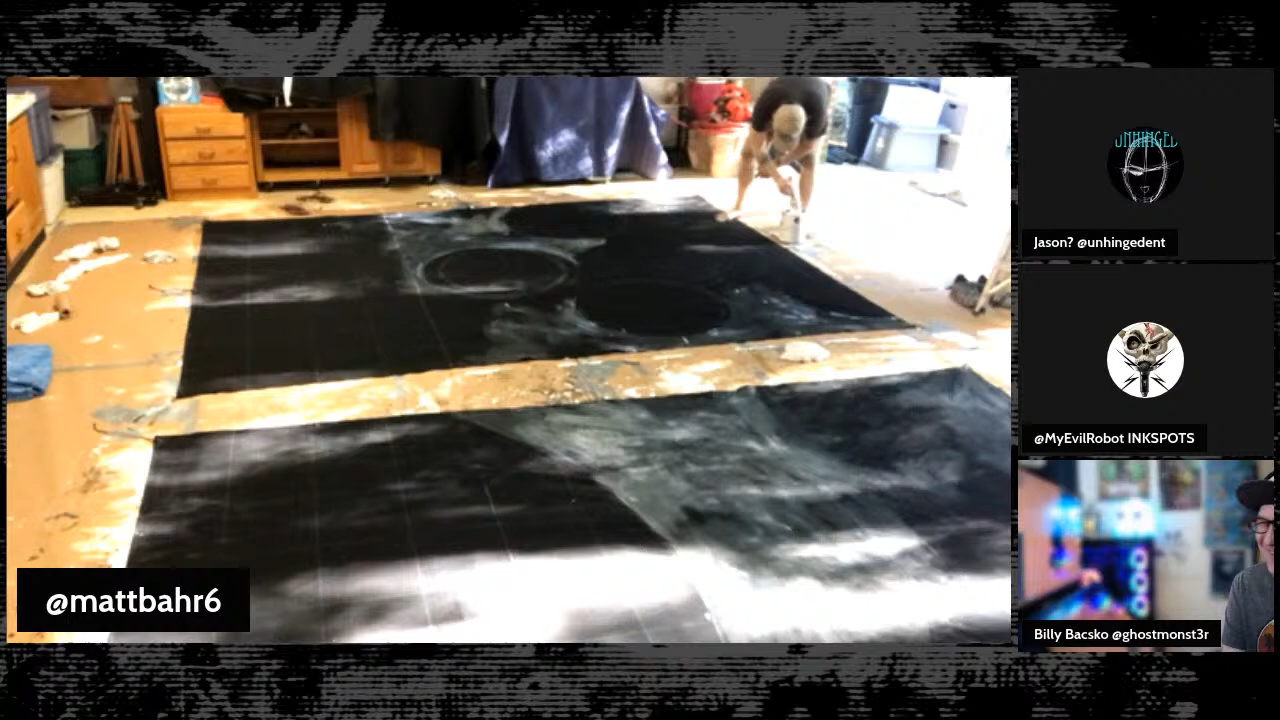 @mattbahr6
UNHINGED
Jason? @unhingedent
@MyEvilRobot INKSPOTS
Billy Bacsko @ghostmonst3r